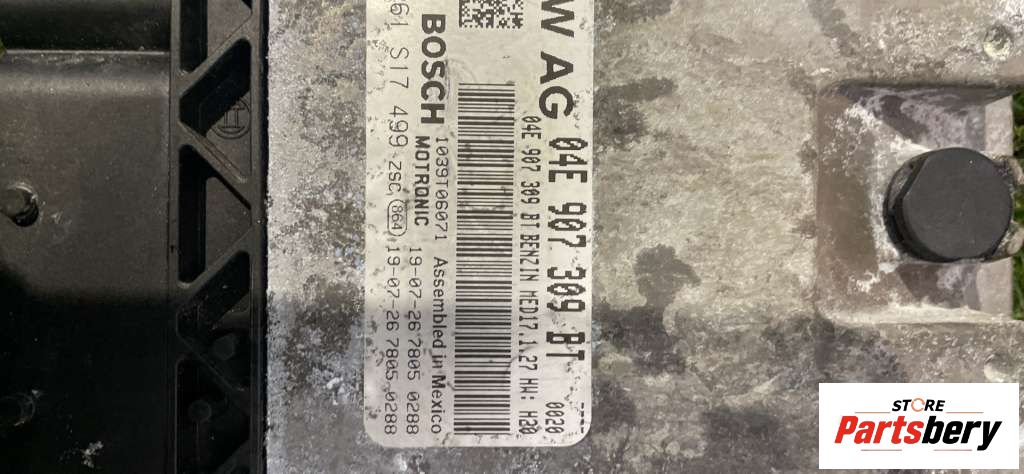 W AG 04E 907 309 BT 0020
04E 907 309 BT BENZIN MED17.1.27 HW: H20
BOSCH
1039T06071 Assembled in Mexico
MOTRONIC 19-07-26 7805 0288
S17 499 ZSC 864 19-07-26 7805 0288
STORE
Partsbery